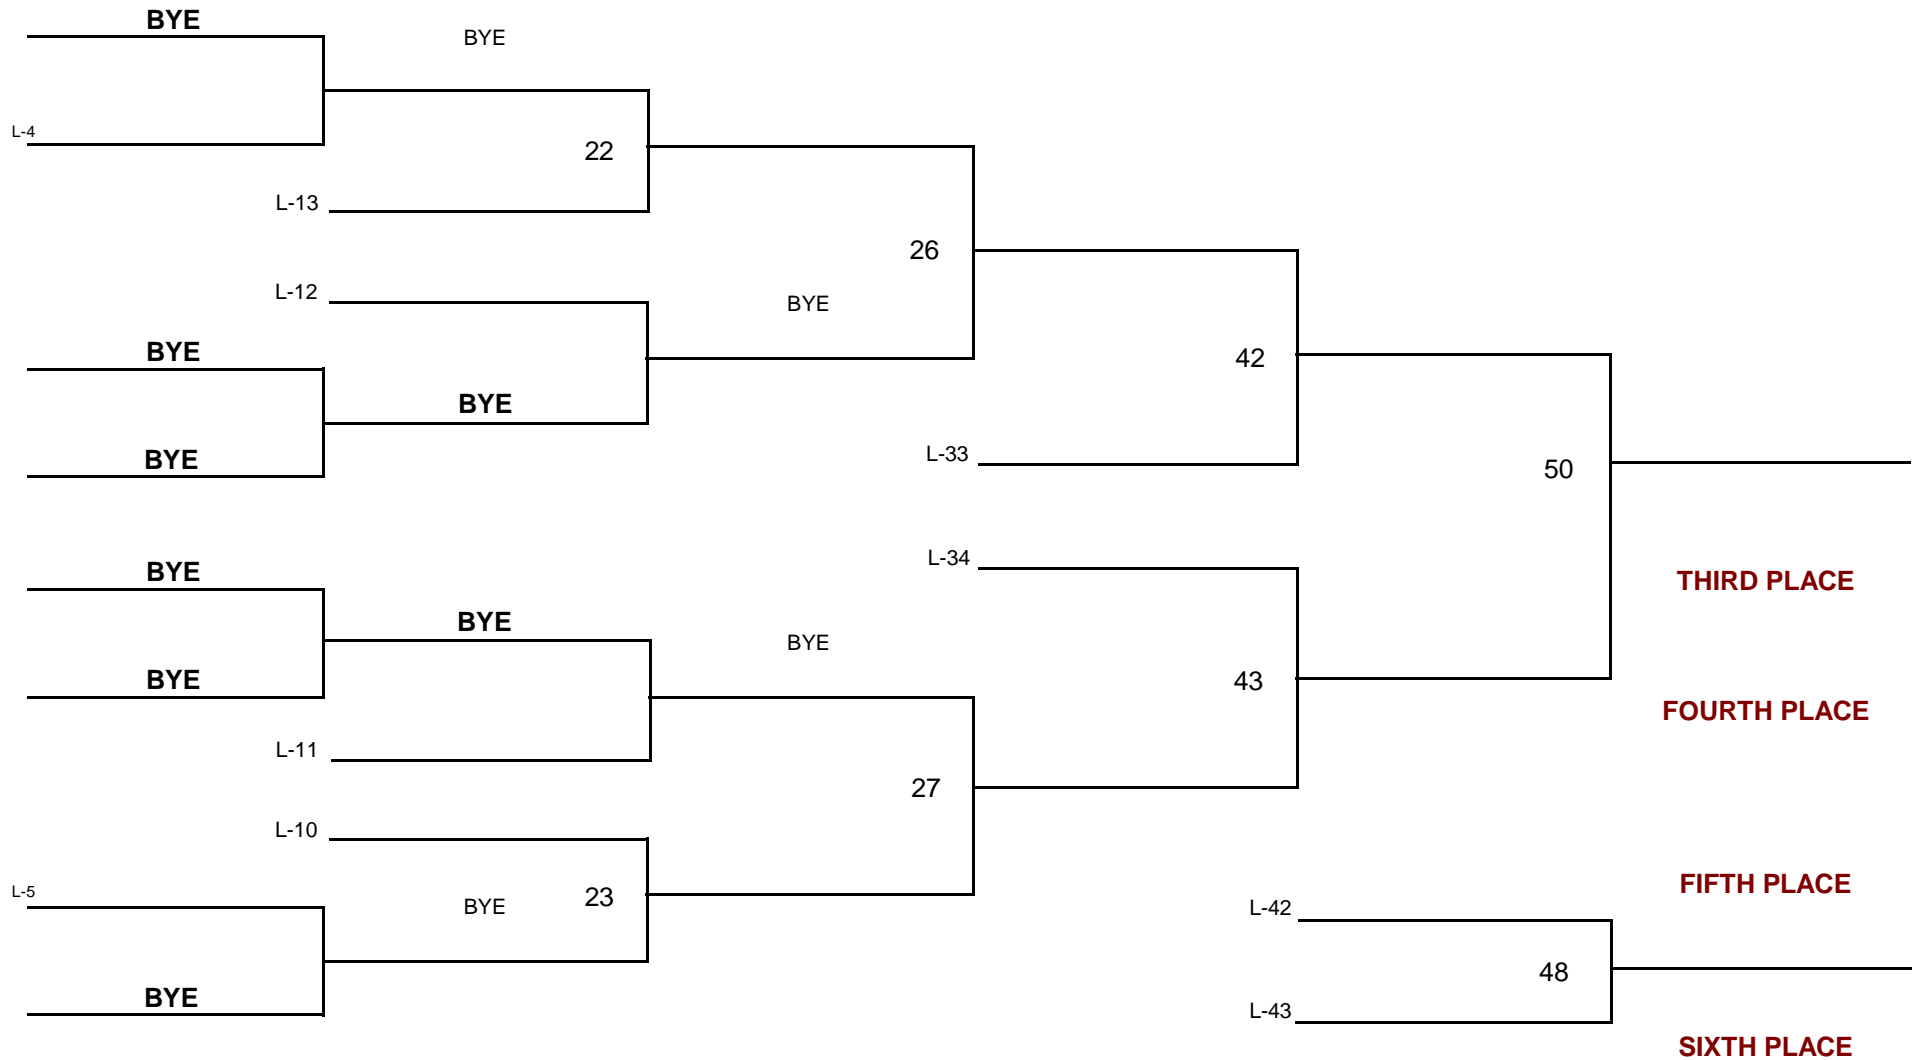 BYE
BYE
L-4
22
L-13
26
L-12
BYE
BYE
42
BYE
L-33
BYE
50
L-34
BYE
THIRD PLACE
BYE
BYE
BYE
43
FOURTH PLACE
L-11
27
L-10
FIFTH PLACE
L-5
BYE
23
L-42
48
BYE
L-43
SIXTH PLACE